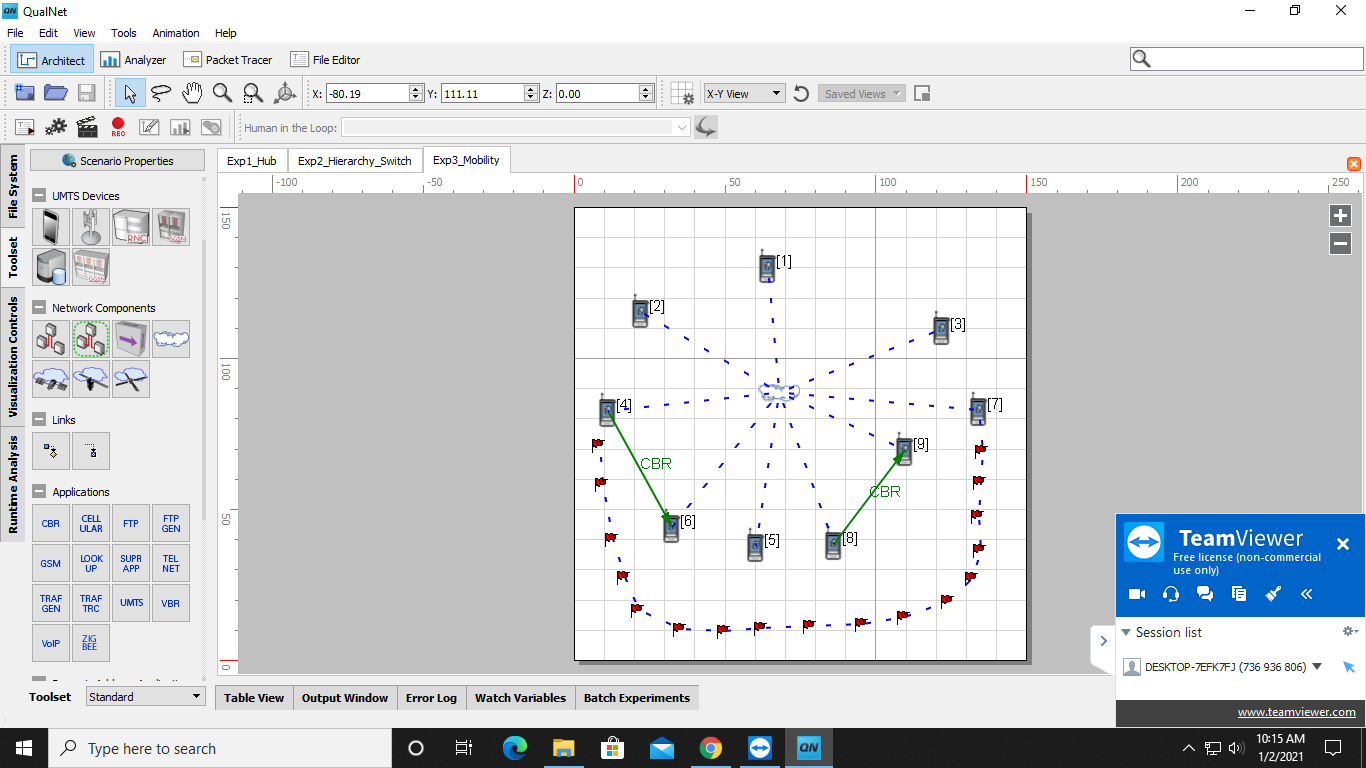 QualNet
File Edit View Tools Animation Help
Architect Analyzer Packet Tracer File Editor
X: -80.19 Y: 111.11 Z: 0.00 X-Y View Saved Views
REC Human in the Loop:
File System
Toolset
Visualization Controls
Runtime Analysis
Scenario Properties
UMTS Devices
RNC
Network Components
Links
Applications
CBR CELL ULAR FTP FTP GEN
GSM LOOK UP SUPR APP TEL NET
TRAF GEN TRAF TRC UMTS VBR
VoIP ZIG BEE
Toolset Standard
Exp1_Hub Exp2_Hierarchy_Switch Exp3_Mobility
-100 -50 0 50 100 150 200 250
150
100
50
0
[1]
[2]
[3]
[4]
[7]
[9]
CBR
CBR
[6]
[5]
[8]
Table View Output Window Error Log Watch Variables Batch Experiments
TeamViewer
Free license (non-commercial
use only)
Session list
DESKTOP-7EFK7FJ (736 936 806)
www.teamviewer.com
Type here to search
QN
10:15 AM
1/2/2021